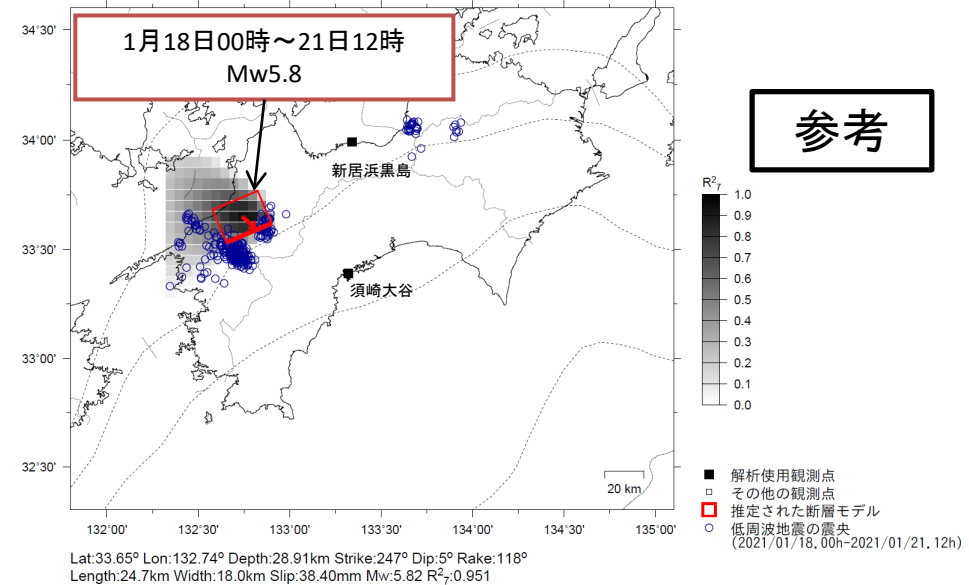 1月18日00時～21日12時
Mw5.8
参考
34°30'
34°00'
33°30'
33°00'
32°30'
新居浜黒島
須崎大谷
20 km
132°00'
132°30'
133°00'
133°30'
134°00'
134°30'
135°00'
R²₇
1.0
0.9
0.8
0.7
0.6
0.5
0.4
0.3
0.2
0.1
0.0
解析使用観測点
その他の観測点
推定された断層モデル
低周波地震の震央
(2021/01/18.00h-2021/01/21.12h)
Lat:33.65° Lon:132.74° Depth:28.91km Strike:247° Dip:5° Rake:118°
Length:24.7km Width:18.0km Slip:38.40mm Mw:5.82 R²₇:0.951